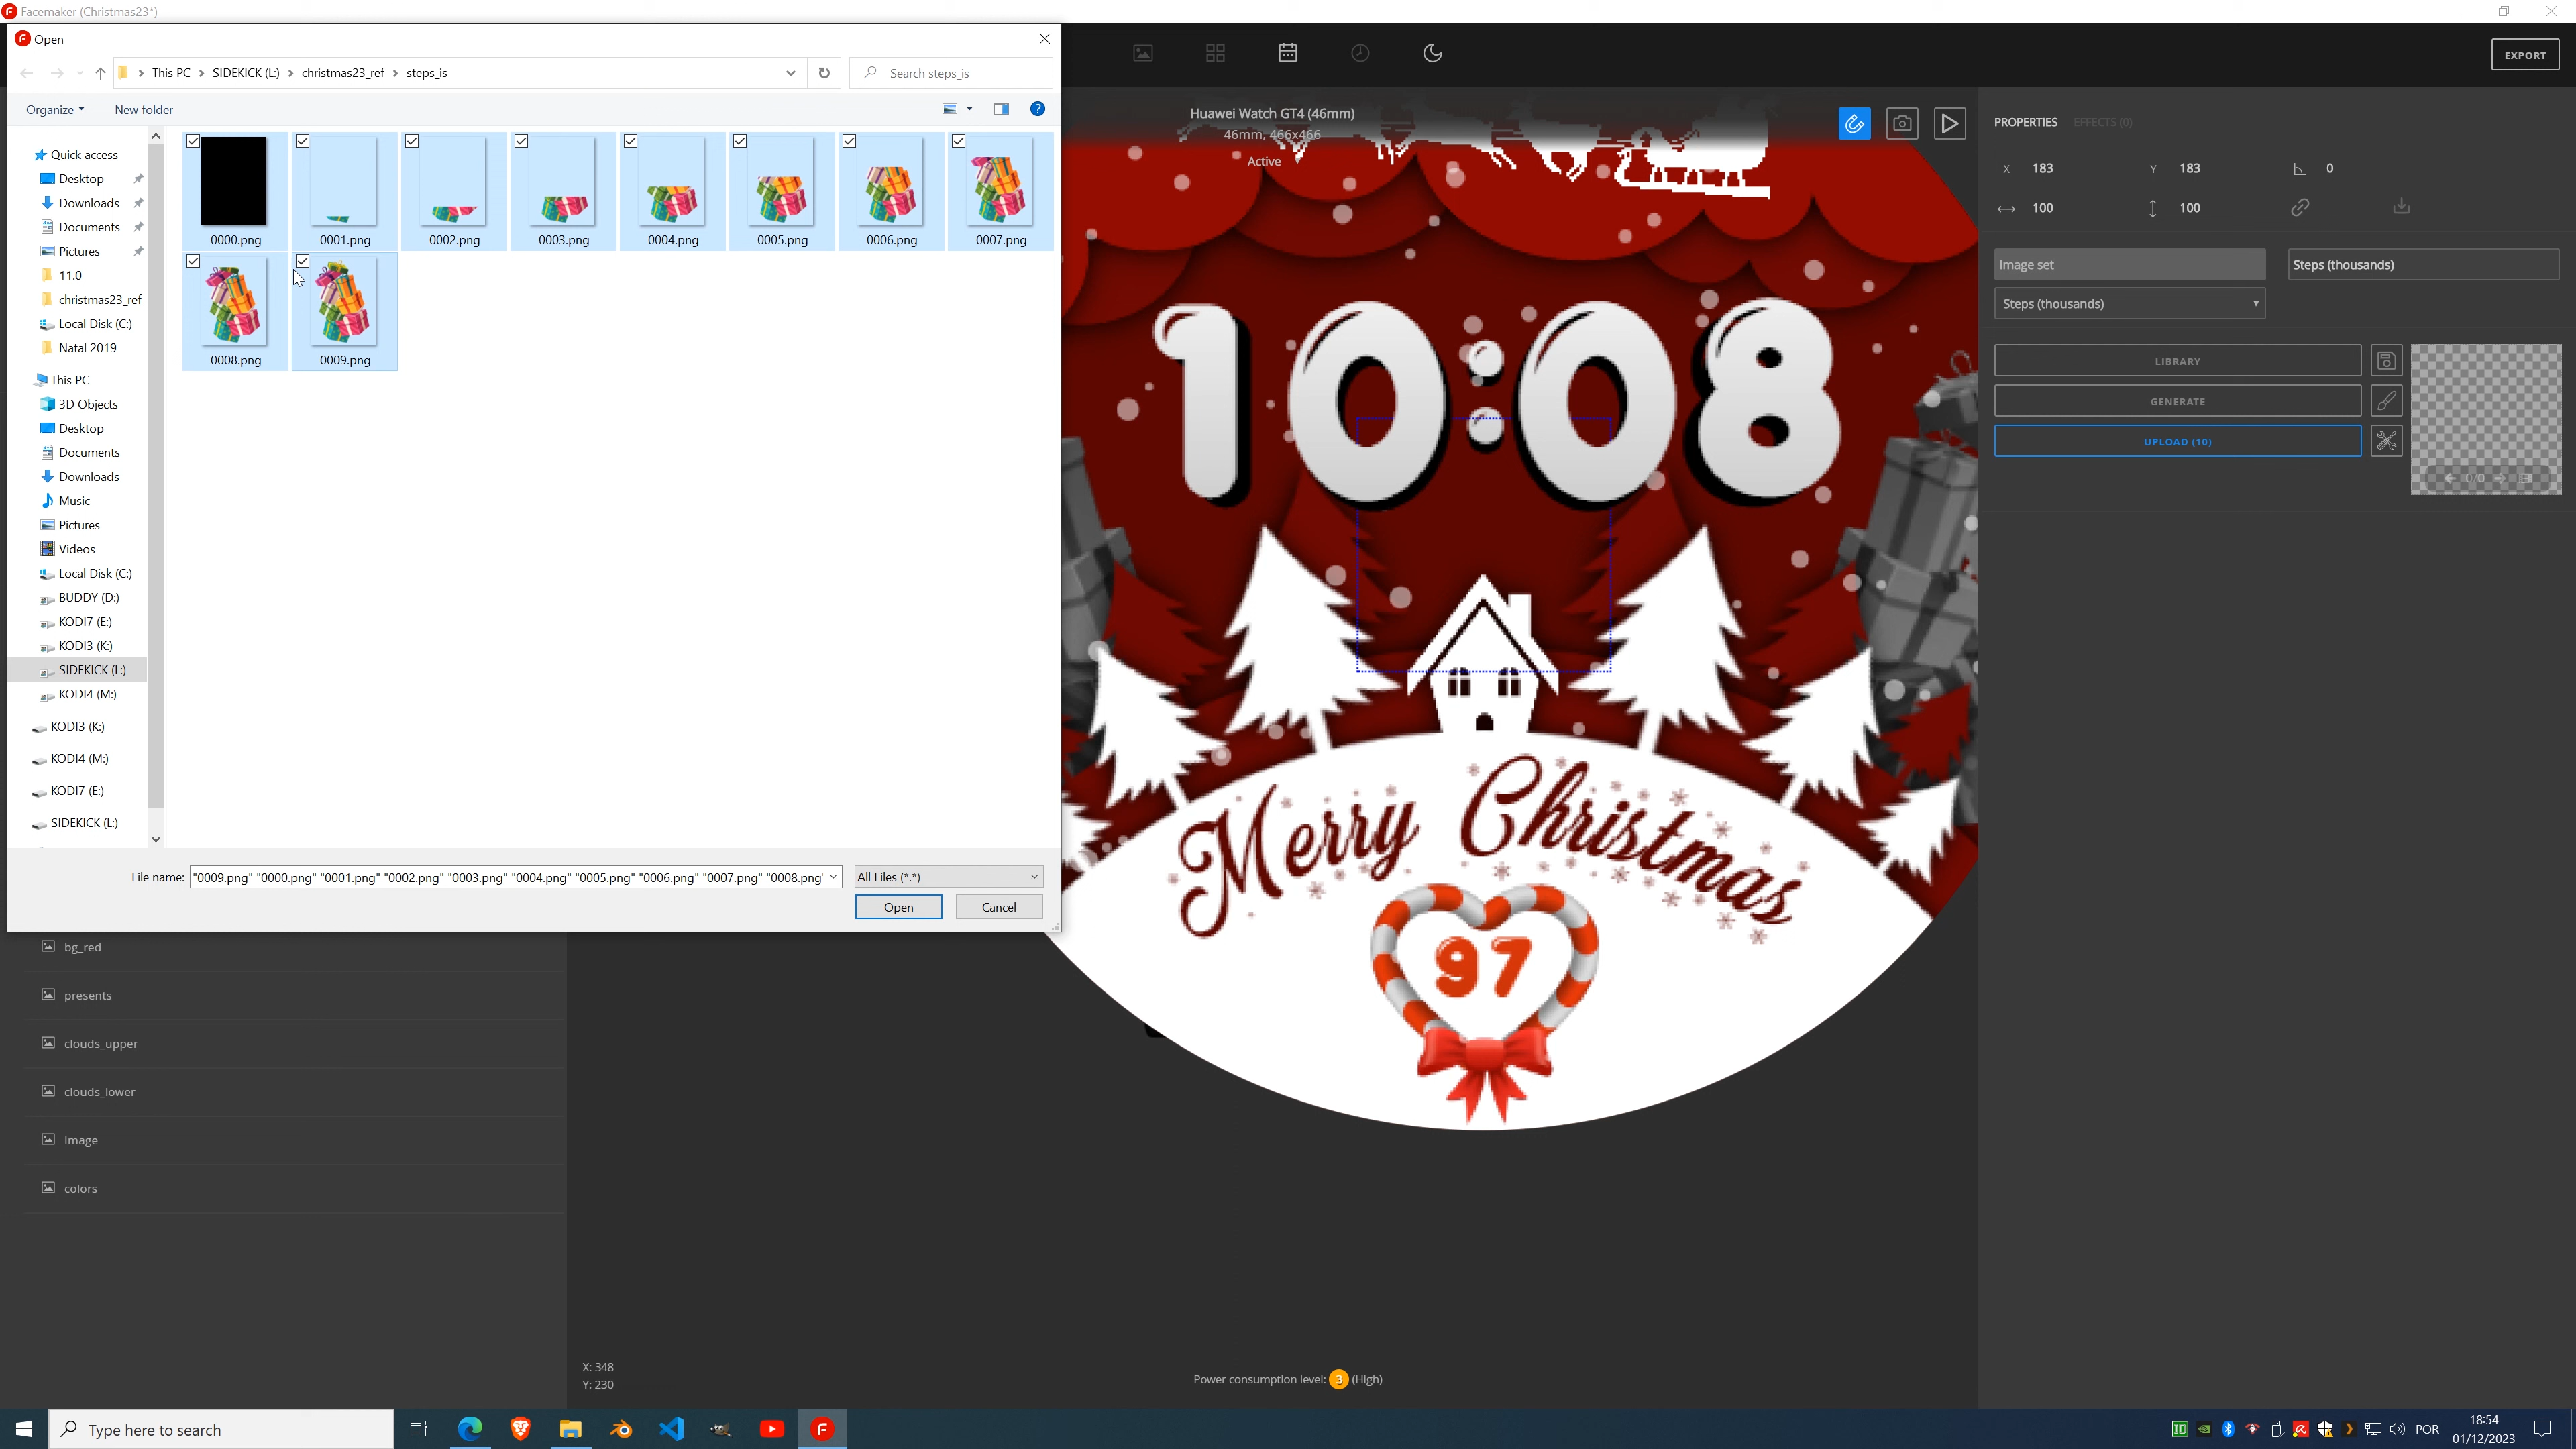 Facemaker (Christmas23*)
Open
This PC
SIDEKICK (L:)
christmas23_ref
steps_is
Search steps_is
Organize
New folder
Quick access
Desktop
Downloads
Documents
Pictures
11.0
christmas23_ref
Local Disk (C:)
Natal 2019
This PC
3D Objects
Desktop
Documents
Downloads
Music
Pictures
Videos
Local Disk (C:)
BUDDY (D:)
KODI7 (E:)
KODI3 (K:)
SIDEKICK (L:)
KODI4 (M:)
KODI3 (K:)
KODI4 (M:)
KODI7 (E:)
SIDEKICK (L:)
0000.png
0001.png
0002.png
0003.png
0004.png
0005.png
0006.png
0007.png
0008.png
0009.png
File name:
"0009.png" "0000.png" "0001.png" "0002.png" "0003.png" "0004.png" "0005.png" "0006.png" "0007.png" "0008.png
All Files (*.*)
Open
Cancel
bg_red
presents
clouds_upper
clouds_lower
Image
colors
X: 348
Y: 230
Huawei Watch GT4 (46mm)
46mm, 466x466
Active
10:08
Merry Christmas
97
Power consumption level: 3 (High)
EXPORT
PROPERTIES
EFFECTS (0)
X 183
Y 183
0
100
100
Image set
Steps (thousands)
Steps (thousands)
LIBRARY
GENERATE
UPLOAD (10)
0/0
Type here to search
POR
18:54
01/12/2023